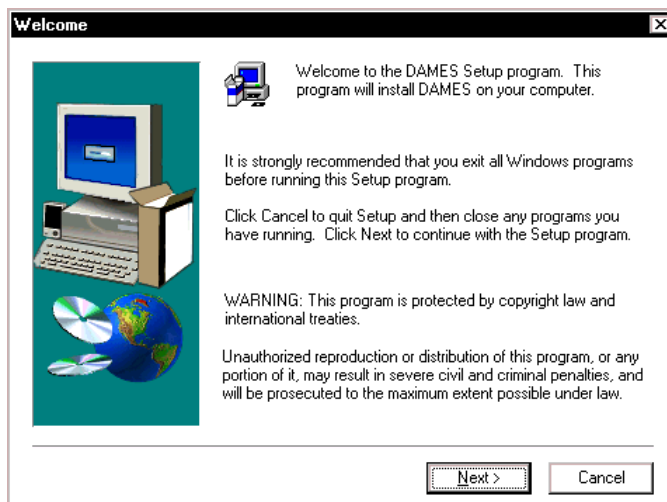 Welcome
Welcome to the DAMES Setup program. This
program will install DAMES on your computer.
It is strongly recommended that you exit all Windows programs
before running this Setup program.
Click Cancel to quit Setup and then close any programs you
have running. Click Next to continue with the Setup program.
WARNING: This program is protected by copyright law and
international treaties.
Unauthorized reproduction or distribution of this program, or any
portion of it, may result in severe civil and criminal penalties, and
will be prosecuted to the maximum extent possible under law.
Next > Cancel